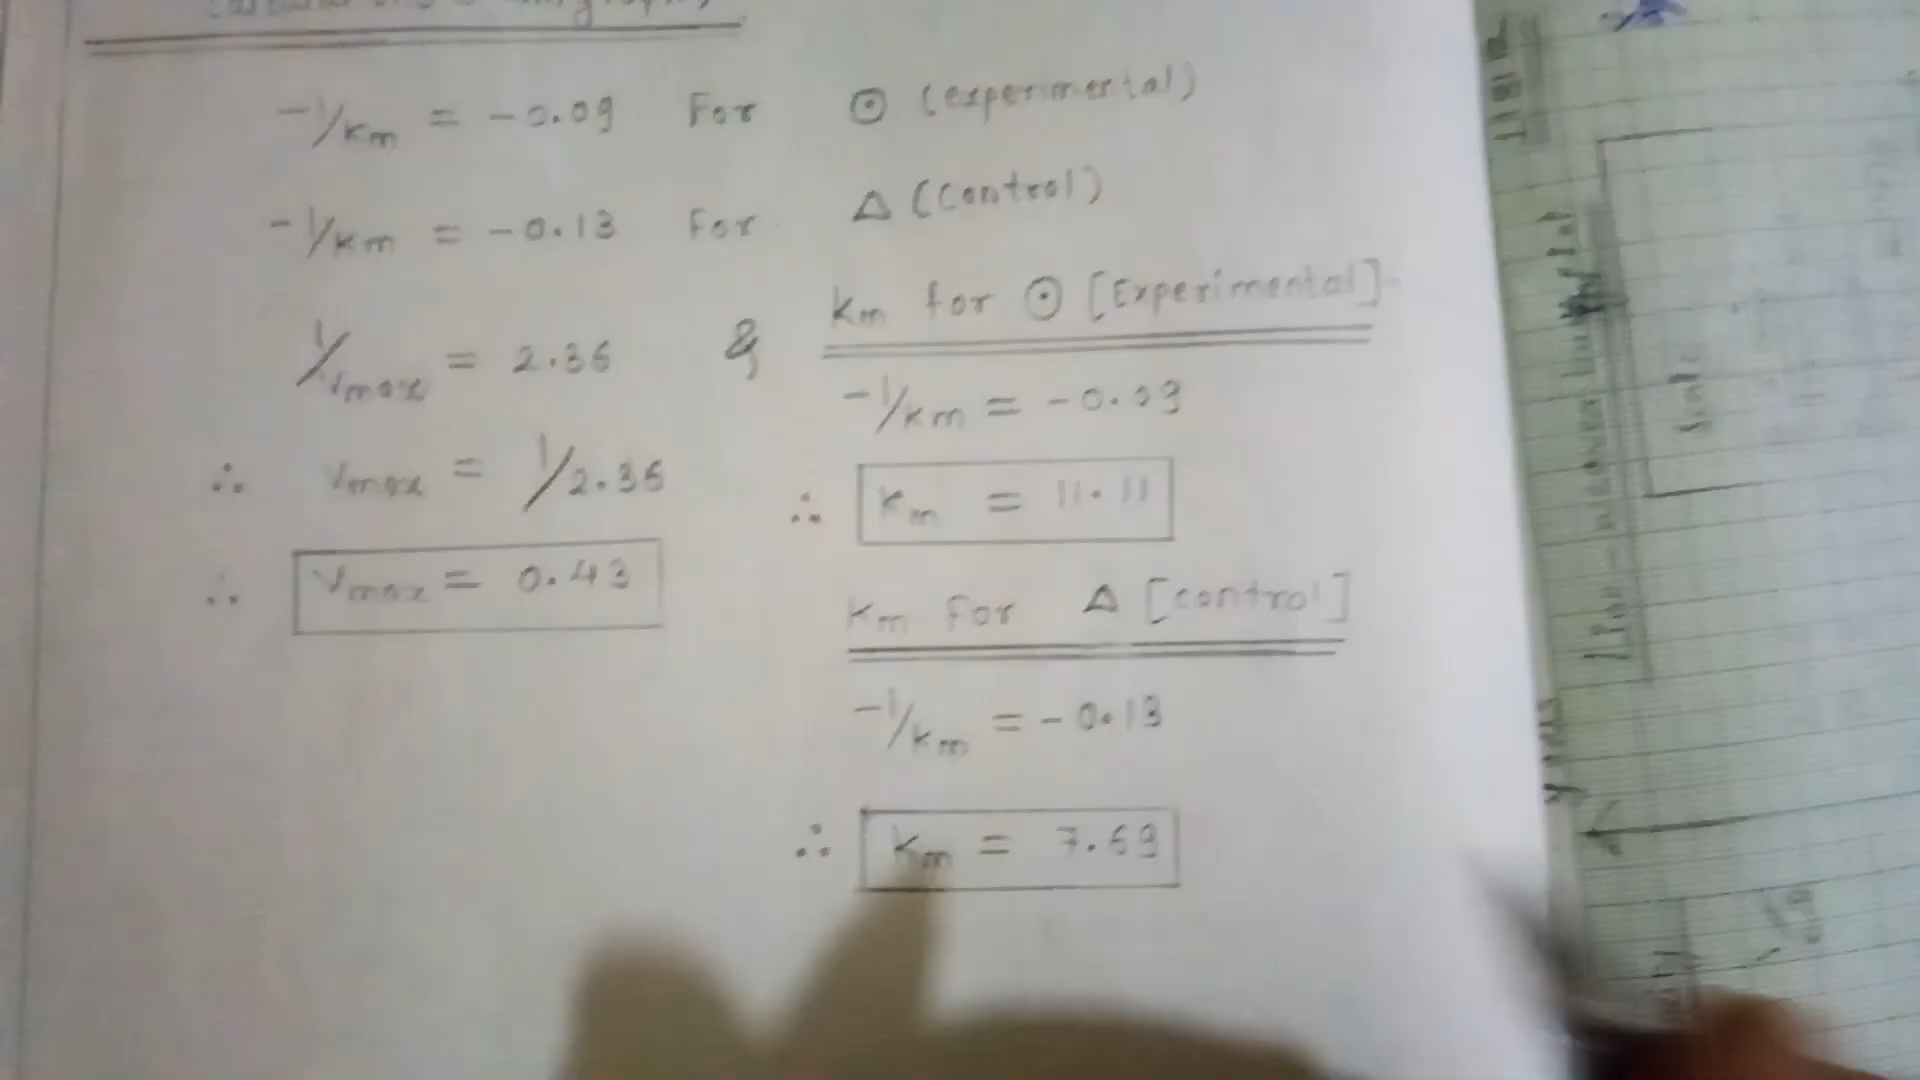 -1/Km = -0.09 For ⊙ (experimental)
-1/Km = -0.13 For Δ (Control)
1/Vmax = 2.36 &
∴ Vmax = 1/2.36
∴ Vmax = 0.43
Km for ⊙ [Experimental]
-1/Km = -0.09
∴ Km = 11.11
Km For Δ [control]
-1/Km = -0.13
∴ Km = 7.69